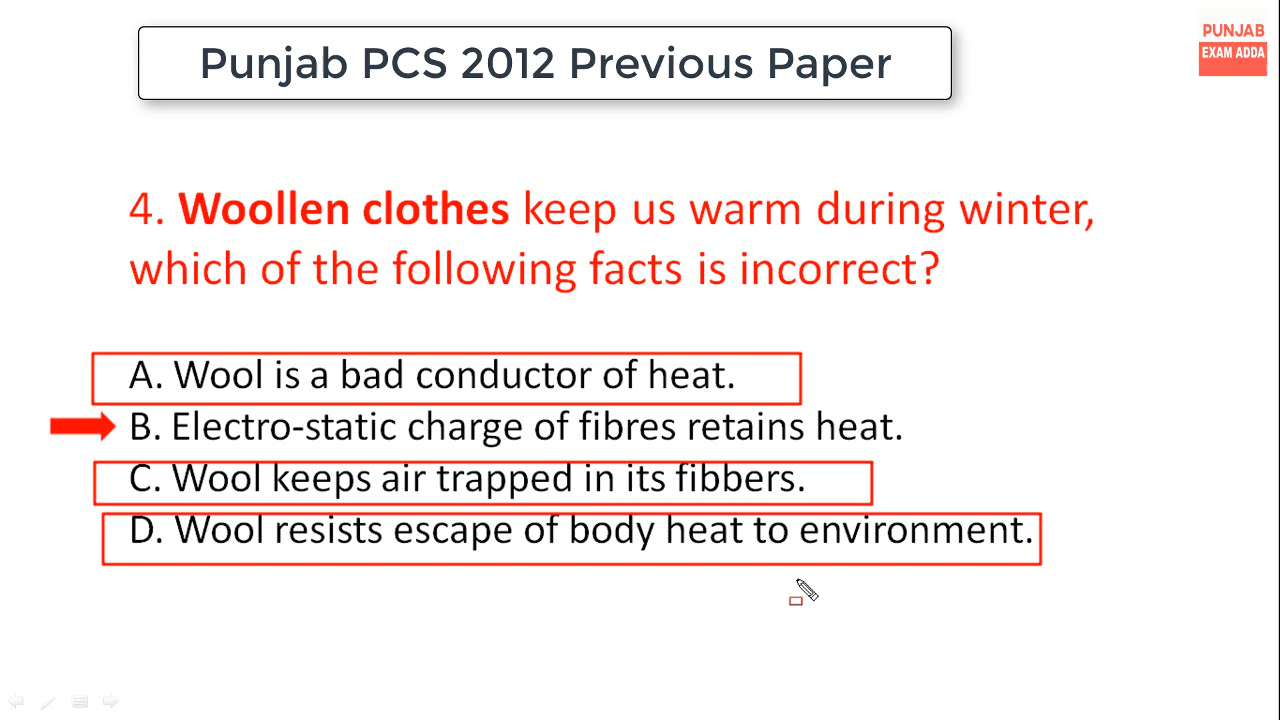 Punjab PCS 2012 Previous Paper
PUNJAB
EXAM ADDA
4. Woollen clothes keep us warm during winter,
which of the following facts is incorrect?
A. Wool is a bad conductor of heat.
B. Electro-static charge of fibres retains heat.
C. Wool keeps air trapped in its fibbers.
D. Wool resists escape of body heat to environment.